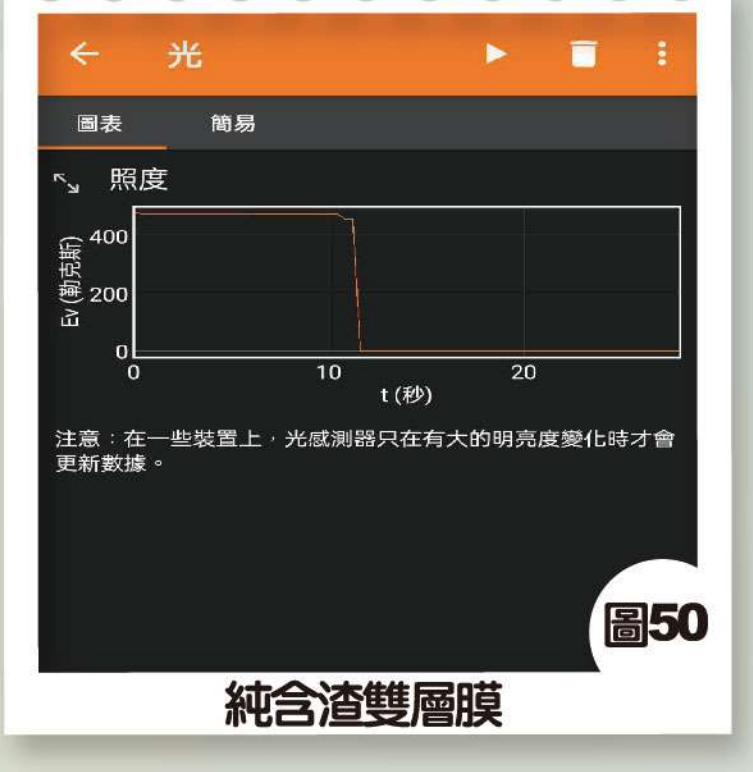 光
圖表 簡易
照度
Ev (勒克斯)
400
200
0
0 10 20
t (秒)
注意：在一些裝置上，光感測器只在有大的明亮度變化時才會
更新數據。
圖50
純含渣雙層膜